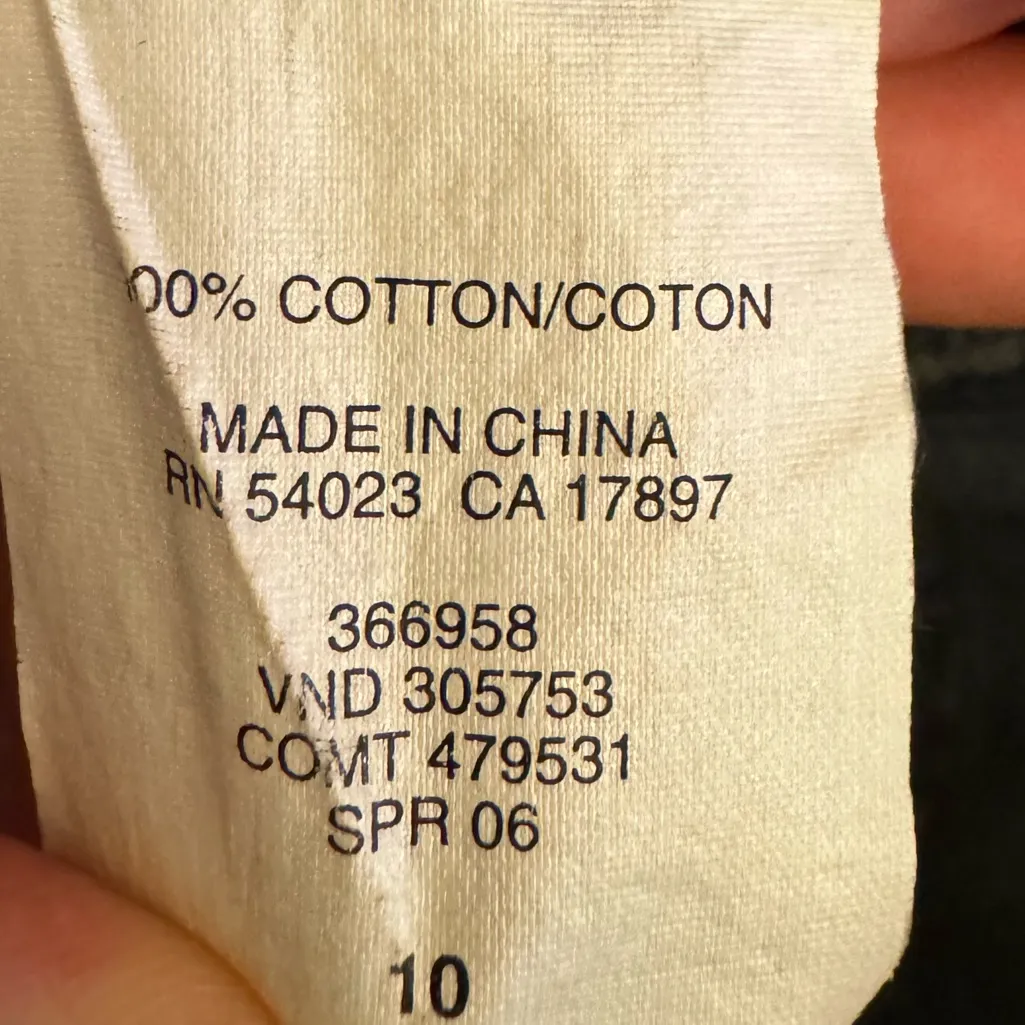 00% COTTON/COTON
MADE IN CHINA
RN 54023 CA 17897
366958
VND 305753
COMT 479531
SPR 06
10